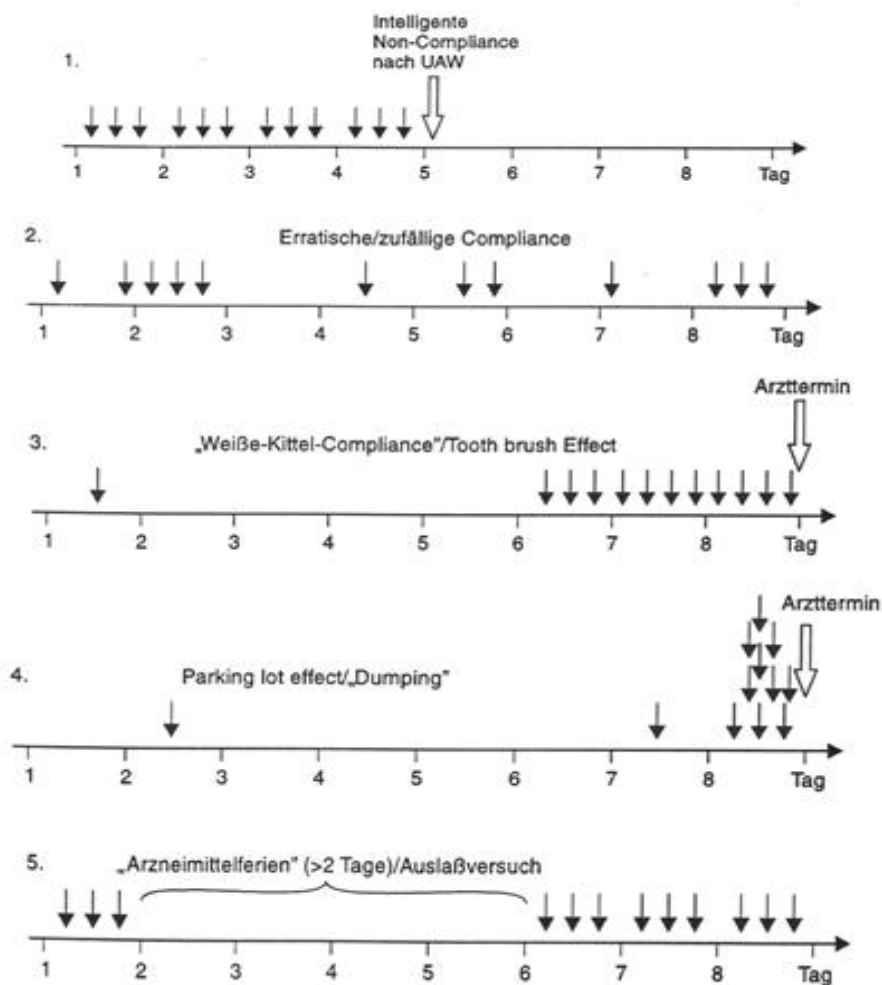 Intelligente
Non-Compliance
nach UAW
1.
1 2 3 4 5 6 7 8 Tag
2. Erratische/zufällige Compliance
1 2 3 4 5 6 7 8 Tag
Arzttermin
3. „Weiße-Kittel-Compliance"/Tooth brush Effect
1 2 3 4 5 6 7 8 Tag
Arzttermin
4. Parking lot effect/„Dumping"
1 2 3 4 5 6 7 8 Tag
5. „Arzneimittelferien" (>2 Tage)/Auslaßversuch
1 2 3 4 5 6 7 8 Tag